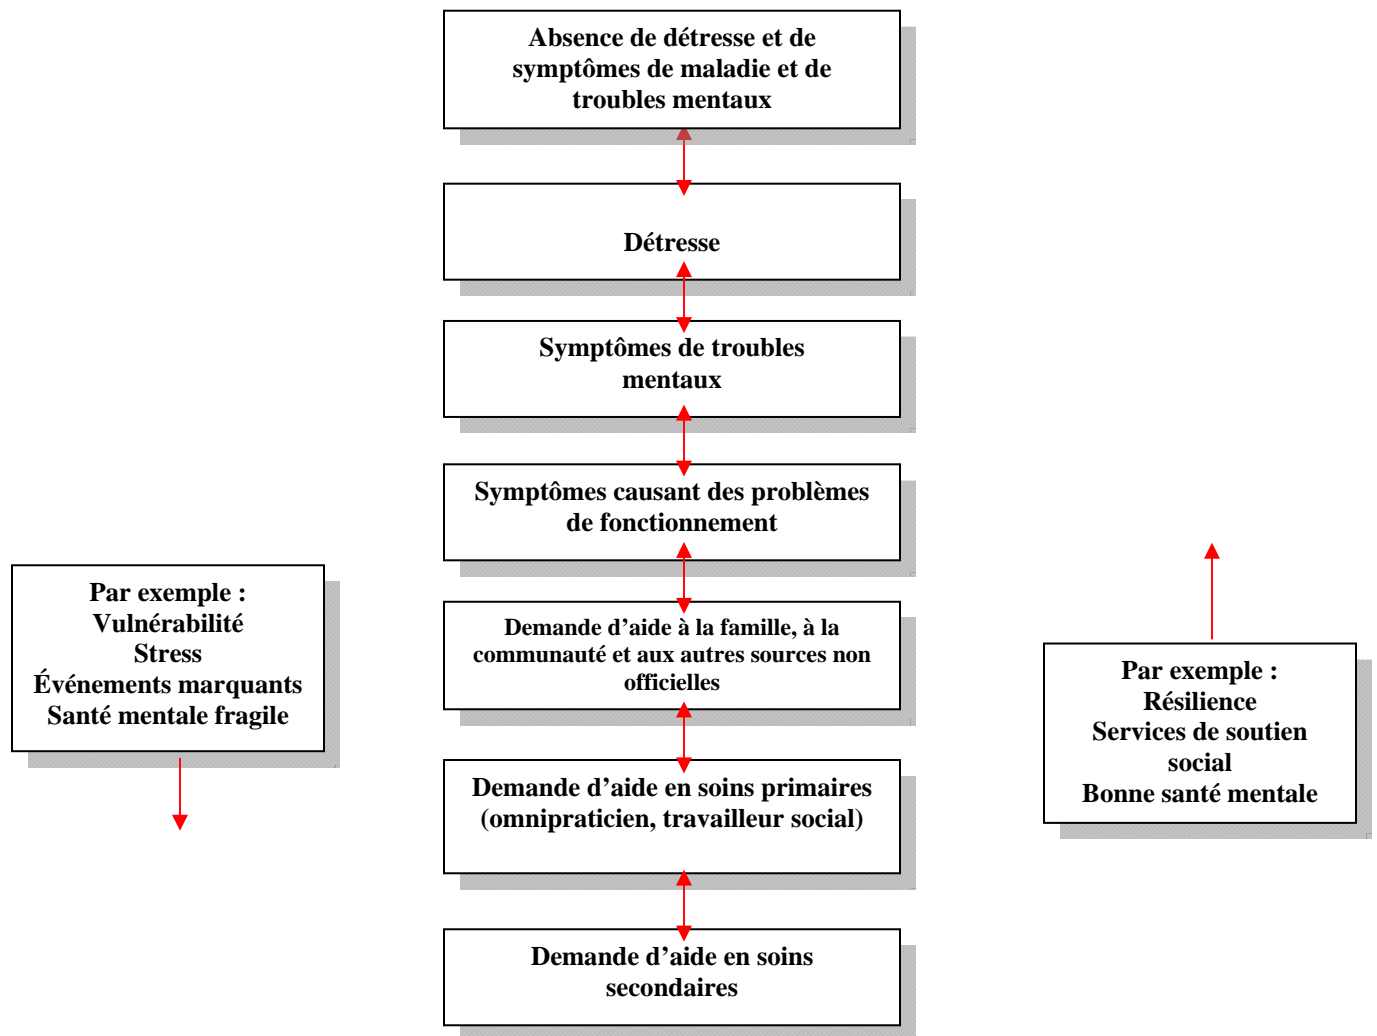 Absence de détresse et de
symptômes de maladie et de
troubles mentaux
Détresse
Symptômes de troubles
mentaux
Symptômes causant des problèmes
de fonctionnement
Par exemple :
Vulnérabilité
Stress
Événements marquants
Santé mentale fragile
Demande d’aide à la famille, à la
communauté et aux autres sources non
officielles
Par exemple :
Résilience
Services de soutien
social
Bonne santé mentale
Demande d’aide en soins primaires
(omnipraticien, travailleur social)
Demande d’aide en soins
secondaires